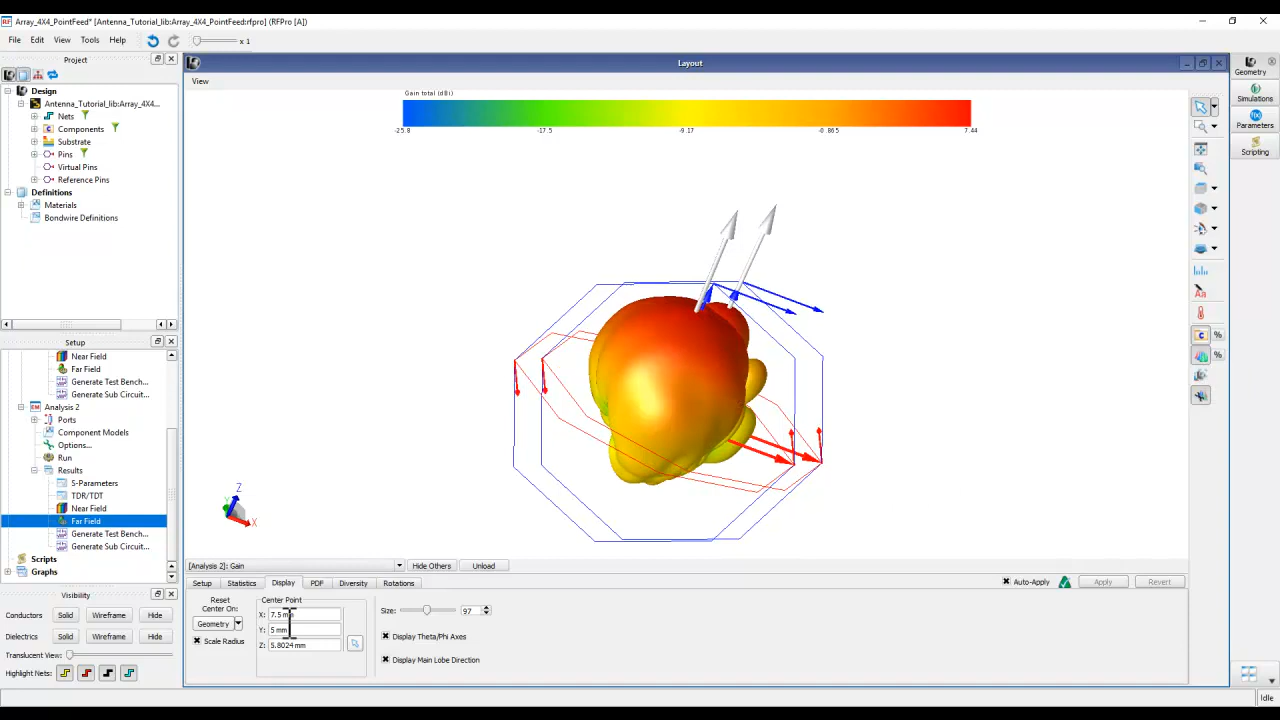 Array_4X4_PointFeed* [Antenna_Tutorial_lib:Array_4X4_PointFeed:rfpro] (RFPro [A])
File Edit View Tools Help x 1
Project
Design
Antenna_Tutorial_lib:Array_4X4...
Nets
Components
Substrate
Pins
Virtual Pins
Reference Pins
Definitions
Materials
Bondwire Definitions
Setup
Near Field
Far Field
Generate Test Bench...
Generate Sub Circuit...
Analysis 2
Ports
Component Models
Options...
Run
Results
S-Parameters
TDR/TDT
Near Field
Far Field
Generate Test Bench...
Generate Sub Circuit...
Scripts
Graphs
Visibility
Conductors Solid Wireframe Hide
Dielectrics Solid Wireframe Hide
Translucent View:
Highlight Nets:
Layout
View
Gain total (dBi)
-25.8 -17.5 -9.17 -0.865 7.44
Z
X
[Analysis 2]: Gain Hide Others Unload
Setup Statistics Display PDF Diversity Rotations Auto-Apply Apply Revert
Reset
Center On:
Geometry
Scale Radius
Center Point
X: 7.5 mm
Y: 5 mm
Z: 5.8024 mm
Size: 97
Display Theta/Phi Axes
Display Main Lobe Direction
Geometry
Simulations
Parameters
Scripting
Aa
C %
%
Idle